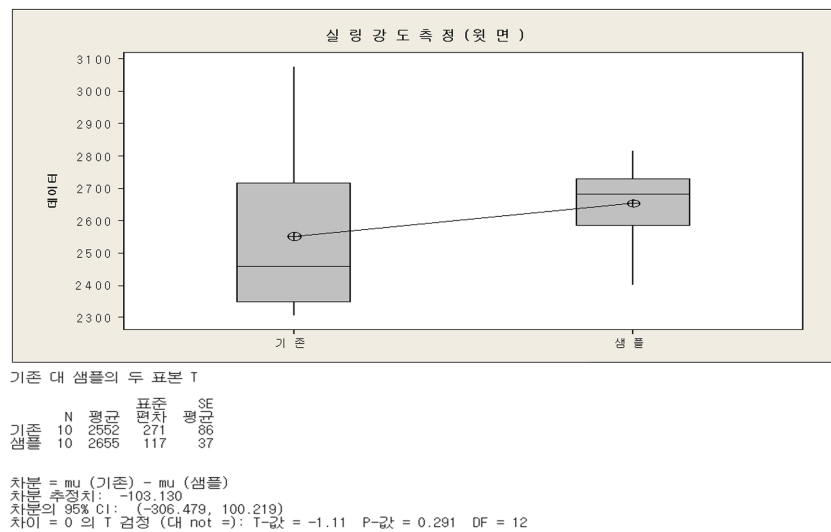 실링강도측정(윗면)
3100
3000
2900
2800
2700
2600
2500
2400
2300
데이터
기존 샘플
기존 대 샘플의 두 표본 T
표준 SE
N 평균 편차 평균
기존 10 2552 271 86
샘플 10 2655 117 37
차분 = mu (기존) - mu (샘플)
차분 추정치: -103.130
차분의 95% CI: (-306.479, 100.219)
차이 = 0 의 T 검정 (대 not =): T-값 = -1.11 P-값 = 0.291 DF = 12